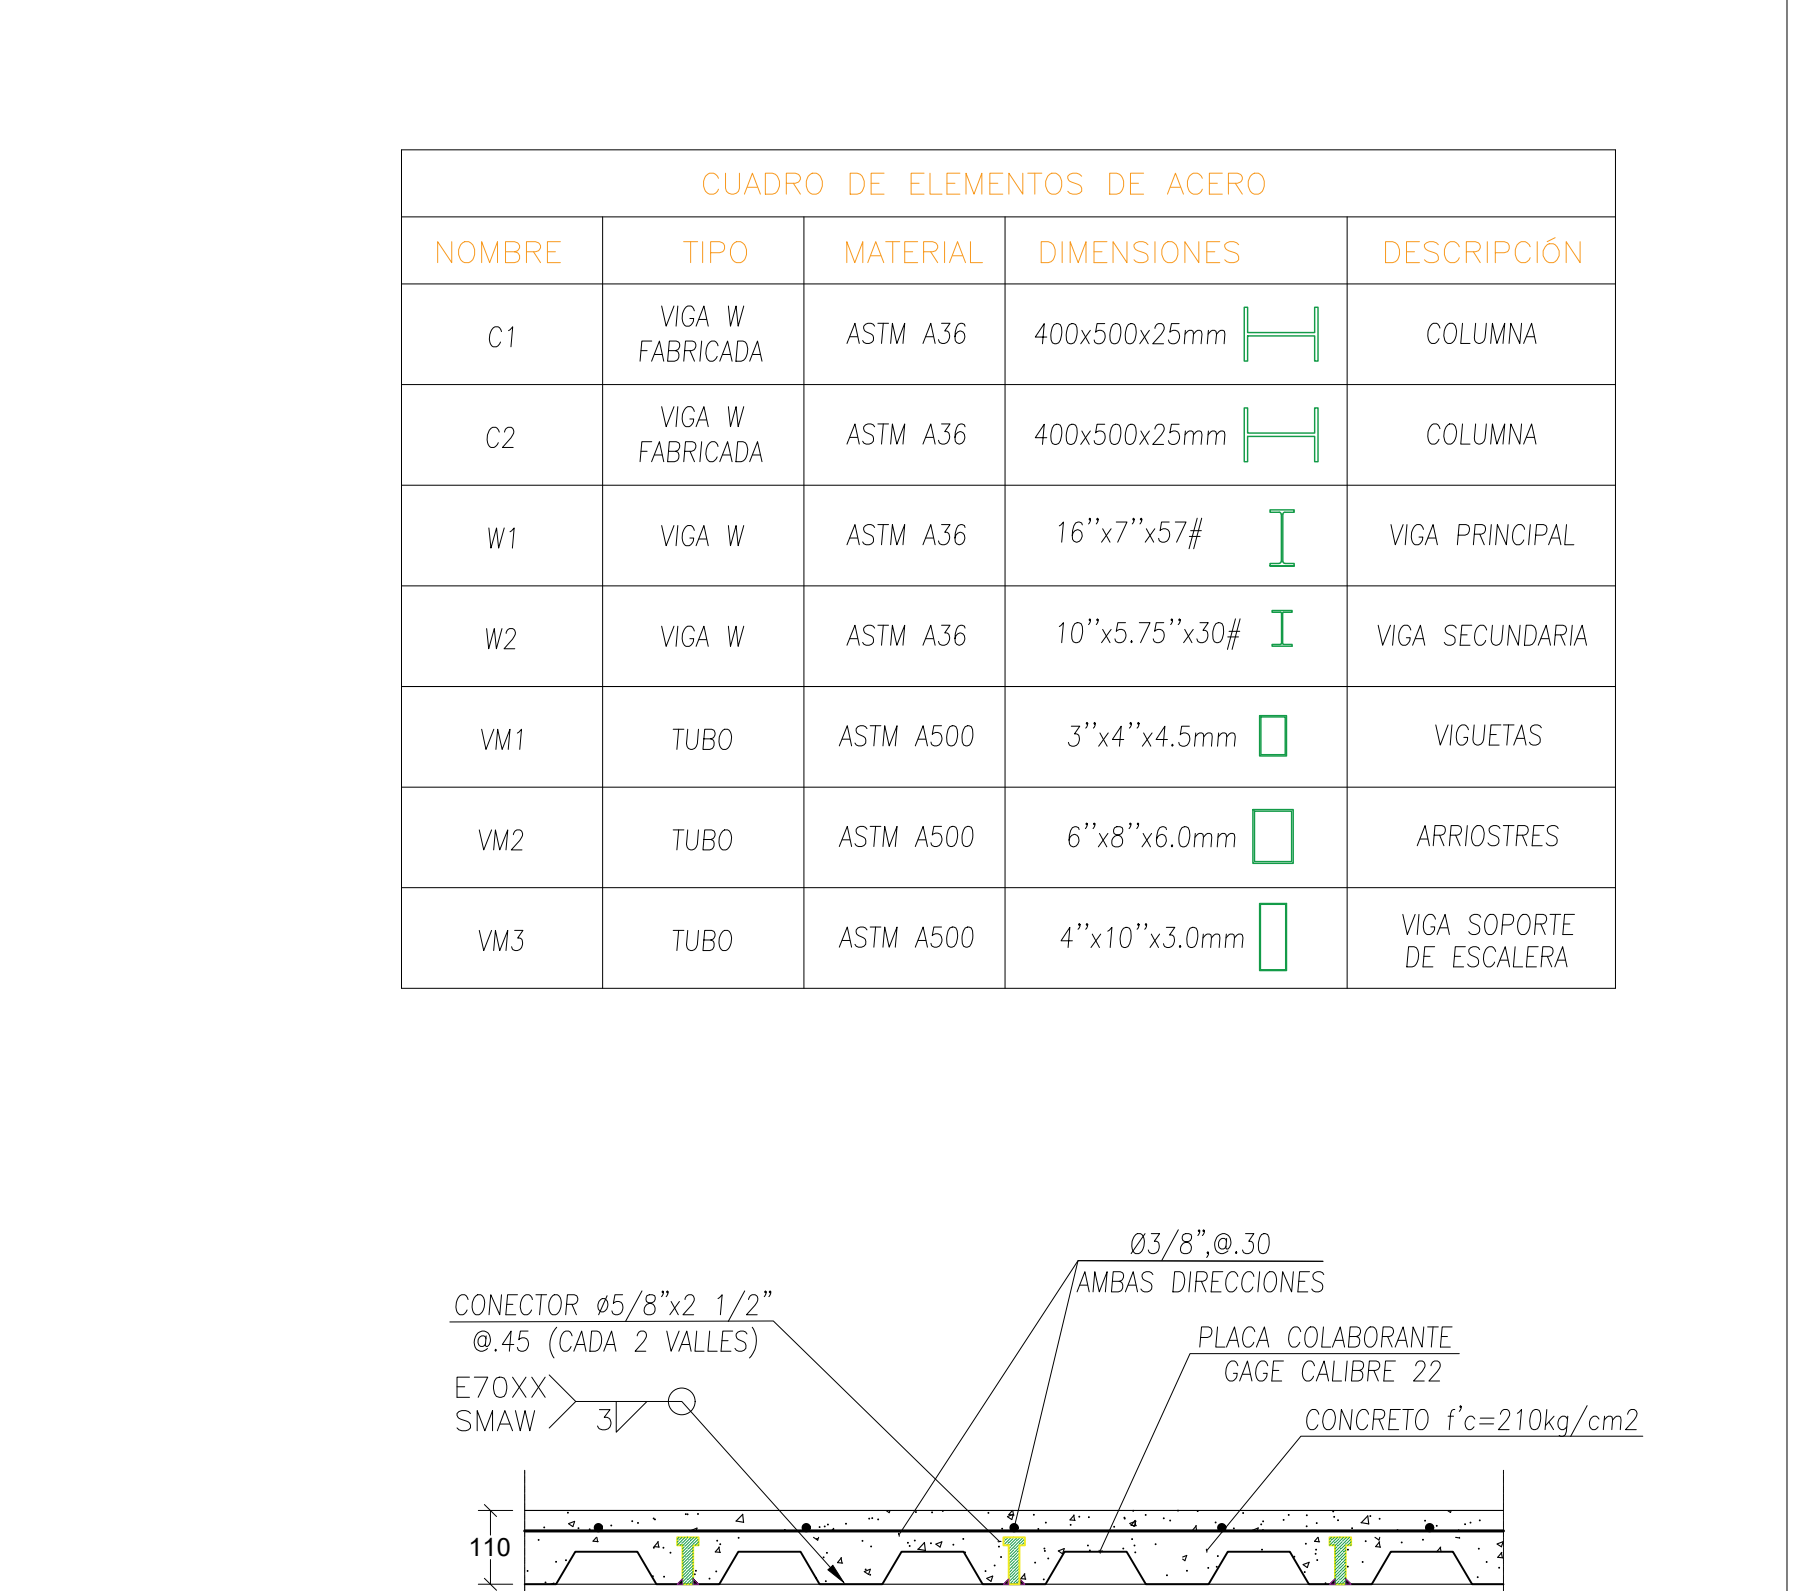 CUADRO DE ELEMENTOS DE ACERO
NOMBRE TIPO MATERIAL DIMENSIONES DESCRIPCIÓN
C1 VIGA W FABRICADA ASTM A36 400x500x25mm COLUMNA
C2 VIGA W FABRICADA ASTM A36 400x500x25mm COLUMNA
W1 VIGA W ASTM A36 16’’x7’’x57# VIGA PRINCIPAL
W2 VIGA W ASTM A36 10’’x5.75’’x30# VIGA SECUNDARIA
VM1 TUBO ASTM A500 3’’x4’’x4.5mm VIGUETAS
VM2 TUBO ASTM A500 6’’x8’’x6.0mm ARRIOSTRES
VM3 TUBO ASTM A500 4’’x10’’x3.0mm VIGA SOPORTE DE ESCALERA
Ø3/8”,@.30
AMBAS DIRECCIONES
CONECTOR ø5/8”x2 1/2”
@.45 (CADA 2 VALLES)
PLACA COLABORANTE
GAGE CALIBRE 22
E70XX
SMAW
3
CONCRETO f'c=210kg/cm2
110